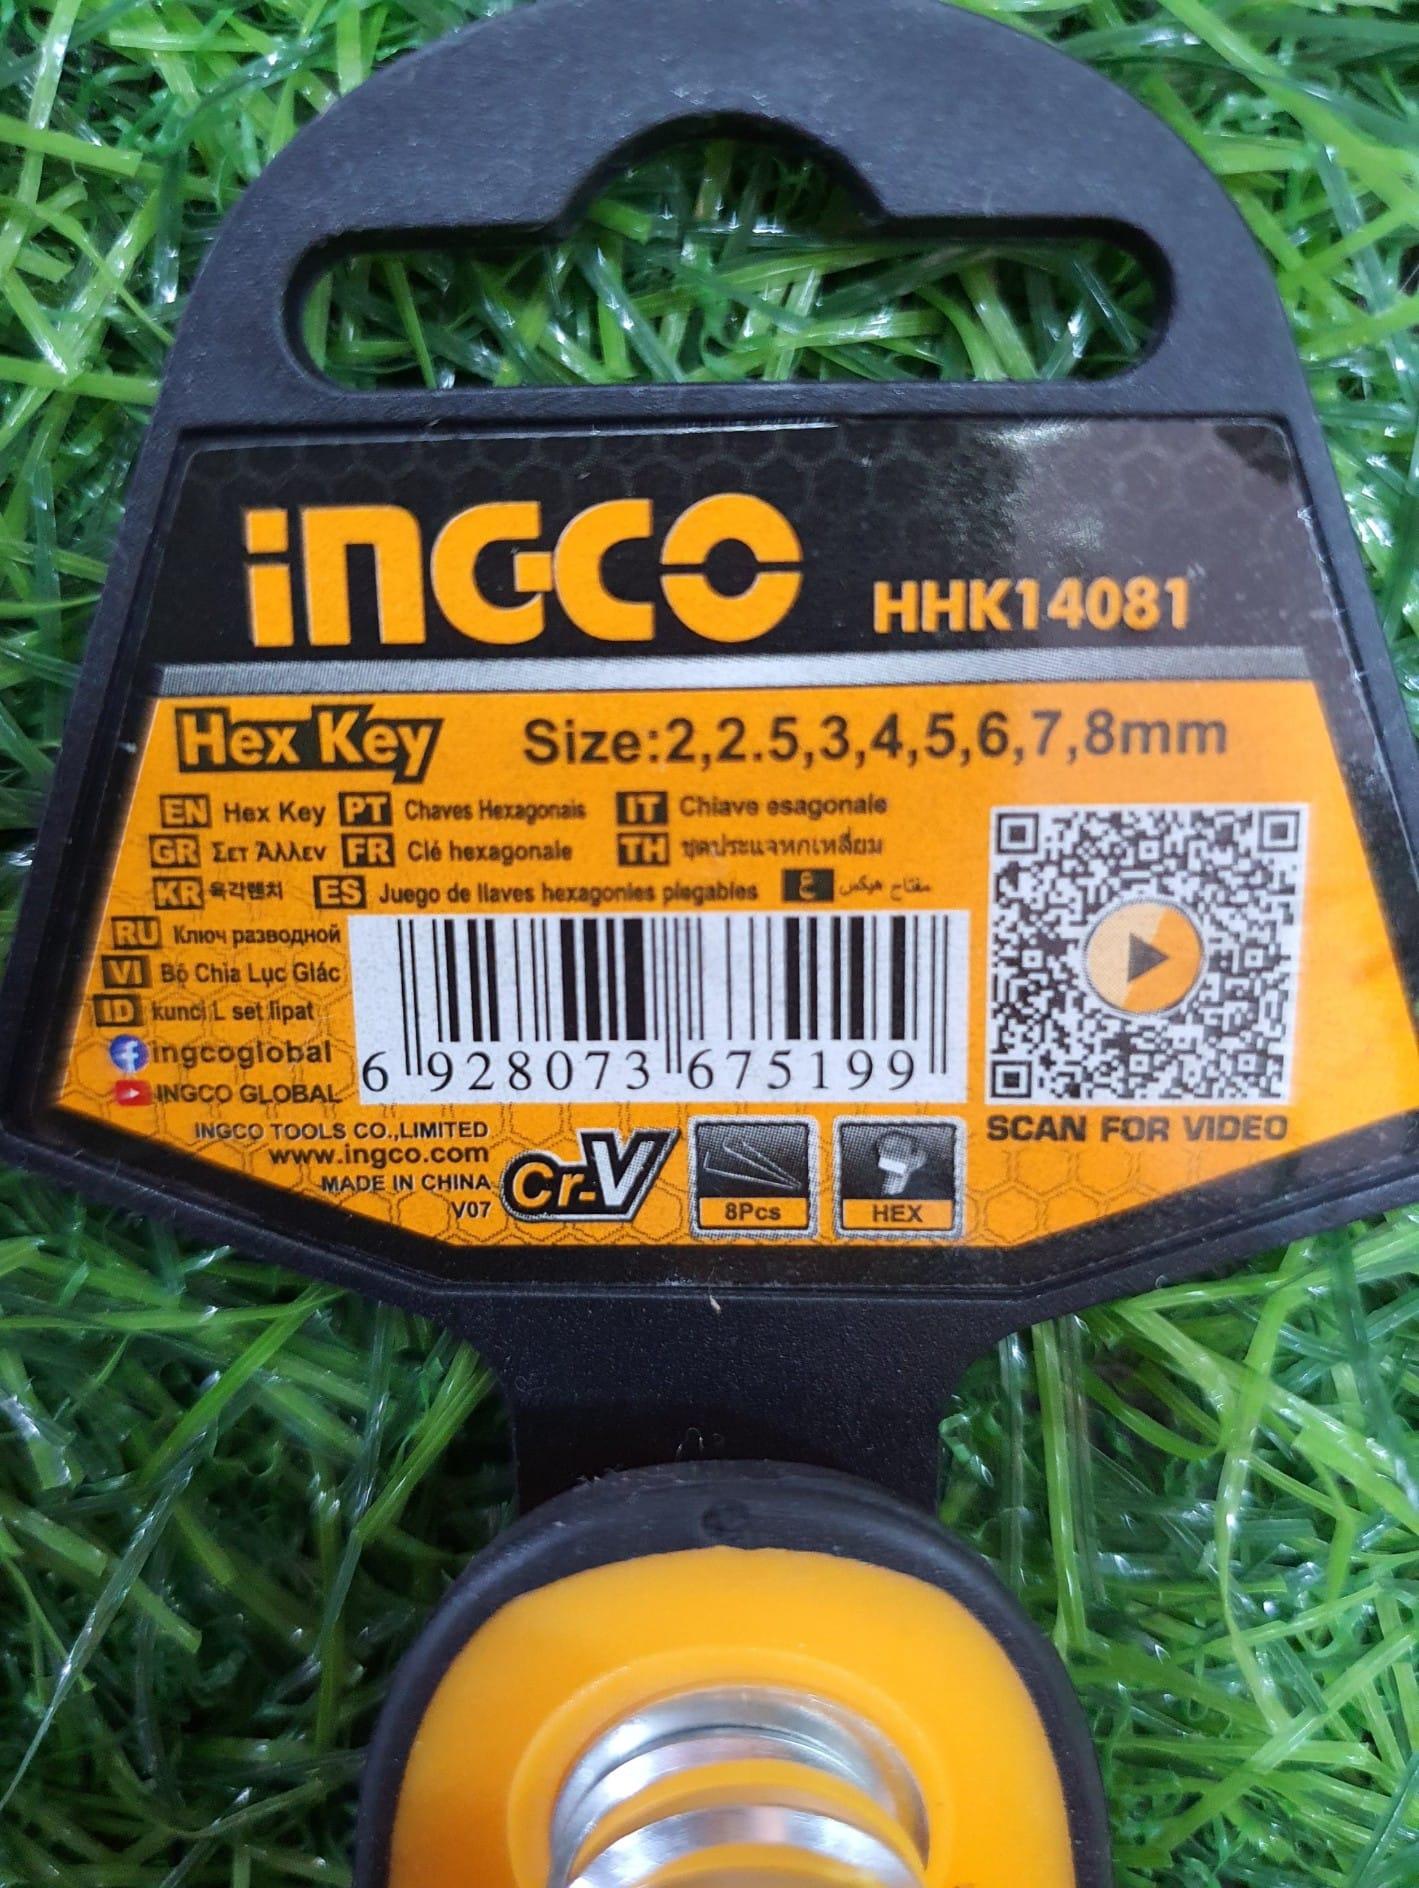 INGCO HHK14081
Hex Key Size:2,2.5,3,4,5,6,7,8mm
EN Hex Key PT Chaves Hexagonais IT Chiave esagonale
GR Σετ Άλλεν FR Clé hexagonale TH ชุดประแจหกเหลี่ยม
KR 육각렌치 ES Juego de llaves hexagonles plegables ع مفتاح هيكس
RU Ключ разводной
VI Bộ Chìa Lục Giác
ID kunci L set lipat
ingcoglobal
INGCO GLOBAL
6 928073 675199
SCAN FOR VIDEO
INGCO TOOLS CO.,LIMITED
www.ingco.com
MADE IN CHINA
V07
Cr-V
8Pcs
HEX